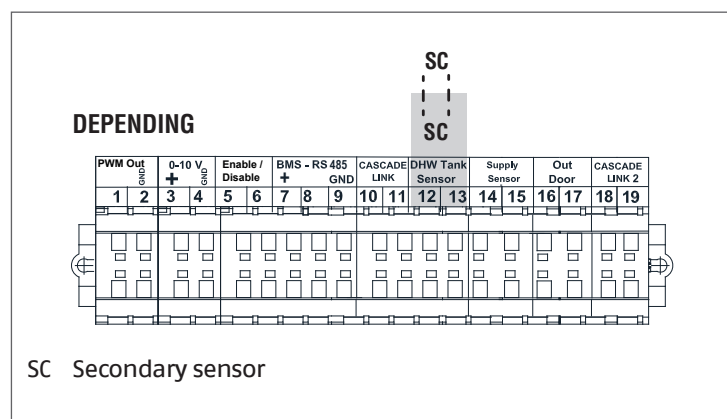 SC
SC
DEPENDING
PWM Out GND 0-10 V GND Enable / BMS - RS 485 CASCADE DHW Tank Supply Out CASCADE
+ Disable + GND LINK Sensor Sensor Door LINK 2
1 2 3 4 5 6 7 8 9 10 11 12 13 14 15 16 17 18 19
SC Secondary sensor